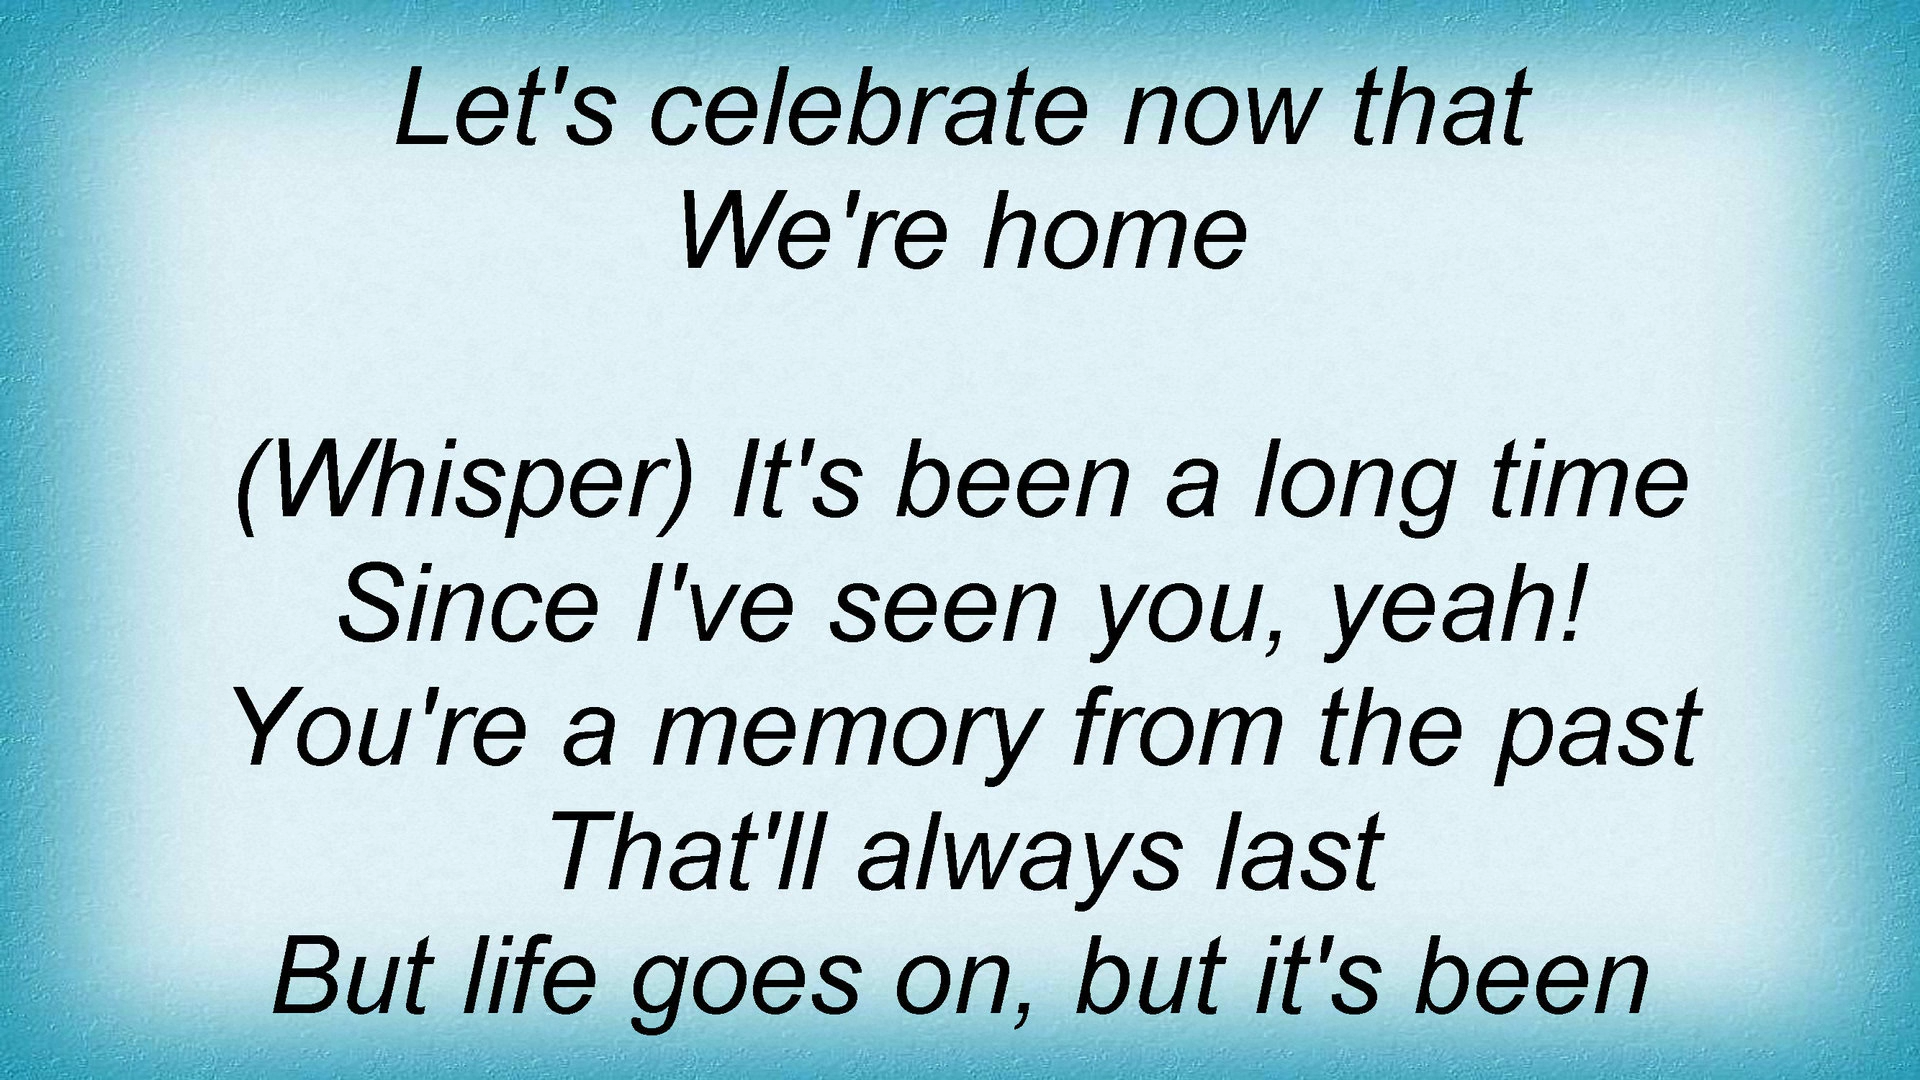 Let's celebrate now that
We're home
(Whisper) It's been a long time
Since I've seen you, yeah!
You're a memory from the past
That'll always last
But life goes on, but it's been